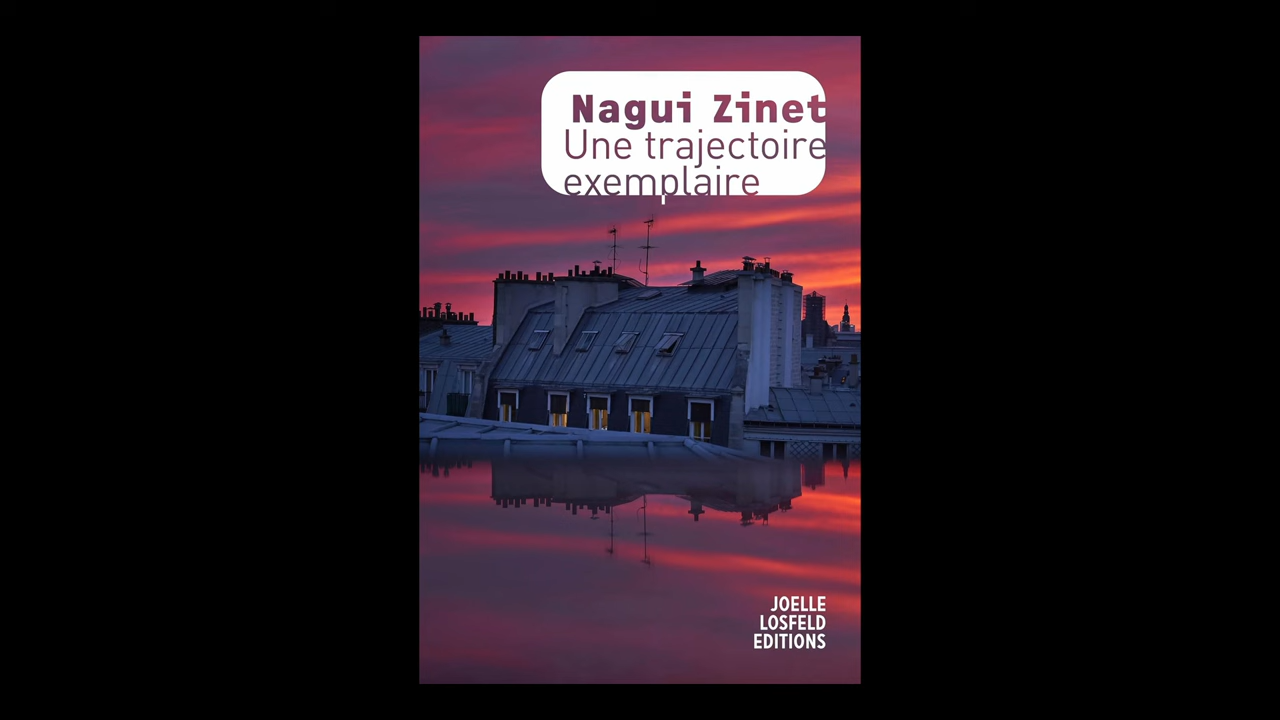 Nagui Zinet
Une trajectoire
exemplaire
JOELLE
LOSFELD
EDITIONS